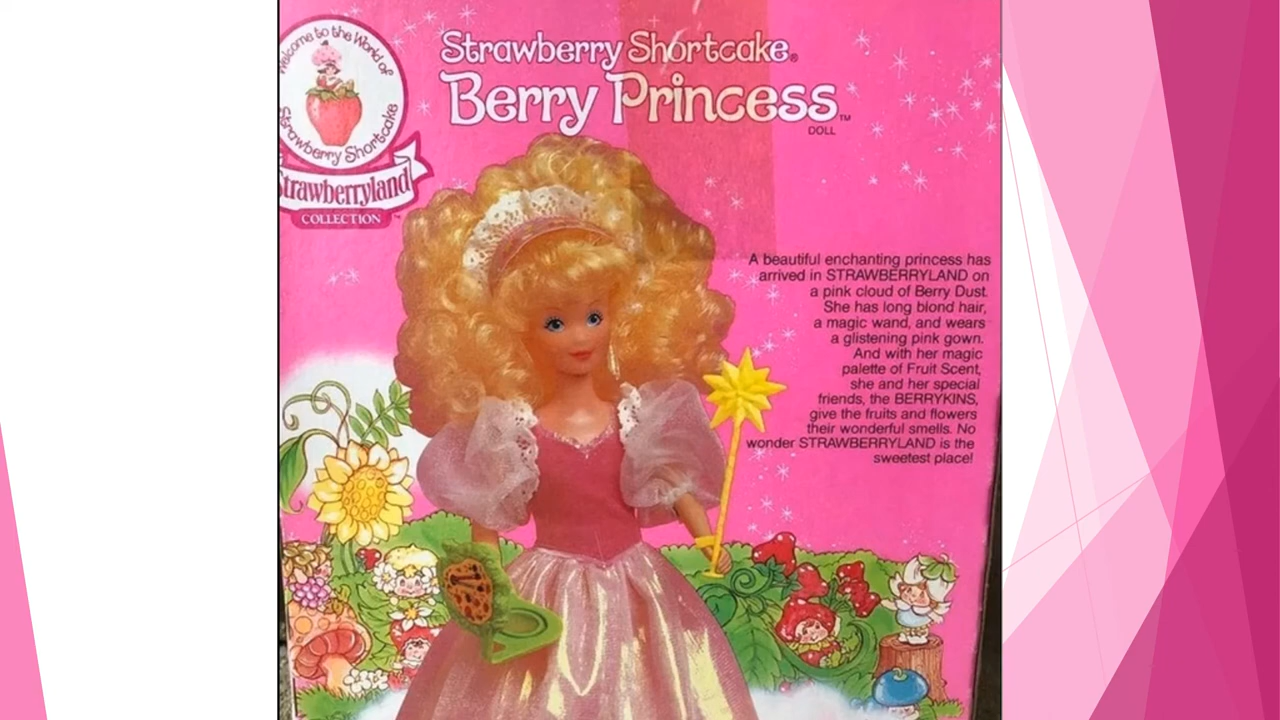 Welcome to the World of
Strawberry Shortcake
Strawberryland
COLLECTION ™
Strawberry Shortcake®
Berry Princess™
DOLL
A beautiful enchanting princess has
arrived in STRAWBERRYLAND on
a pink cloud of Berry Dust.
She has long blond hair,
a magic wand, and wears
a glistening pink gown.
And with her magic
palette of Fruit Scent,
she and her special
friends, the BERRYKINS,
give the fruits and flowers
their wonderful smells. No
wonder STRAWBERRYLAND is the
sweetest place!